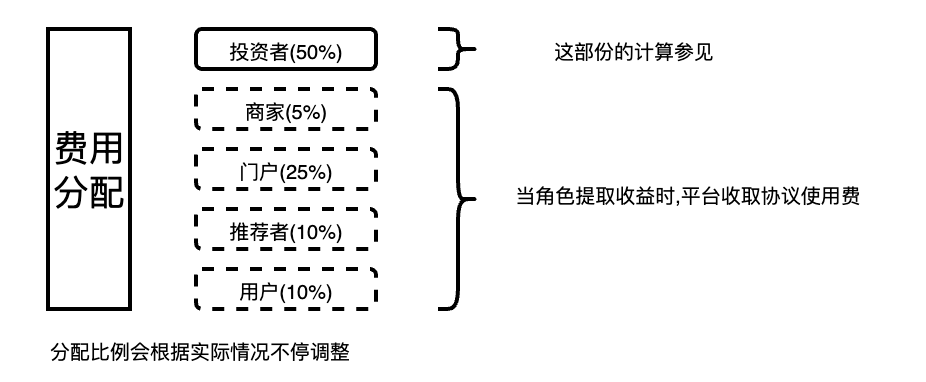 费用
分配
投资者(50%)
商家(5%)
门户(25%)
推荐者(10%)
用户(10%)
这部份的计算参见
当角色提取收益时,平台收取协议使用费
分配比例会根据实际情况不停调整